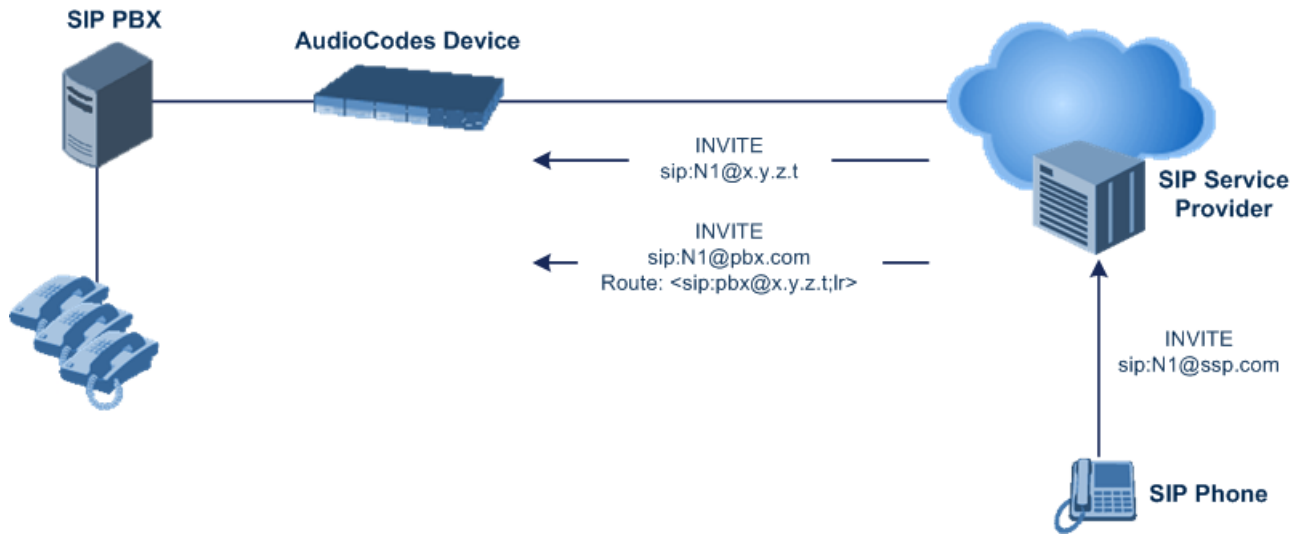 SIP PBX
AudioCodes Device
INVITE
sip:N1@x.y.z.t
SIP Service
Provider
INVITE
sip:N1@pbx.com
Route: <sip:pbx@x.y.z.t;lr>
INVITE
sip:N1@ssp.com
SIP Phone